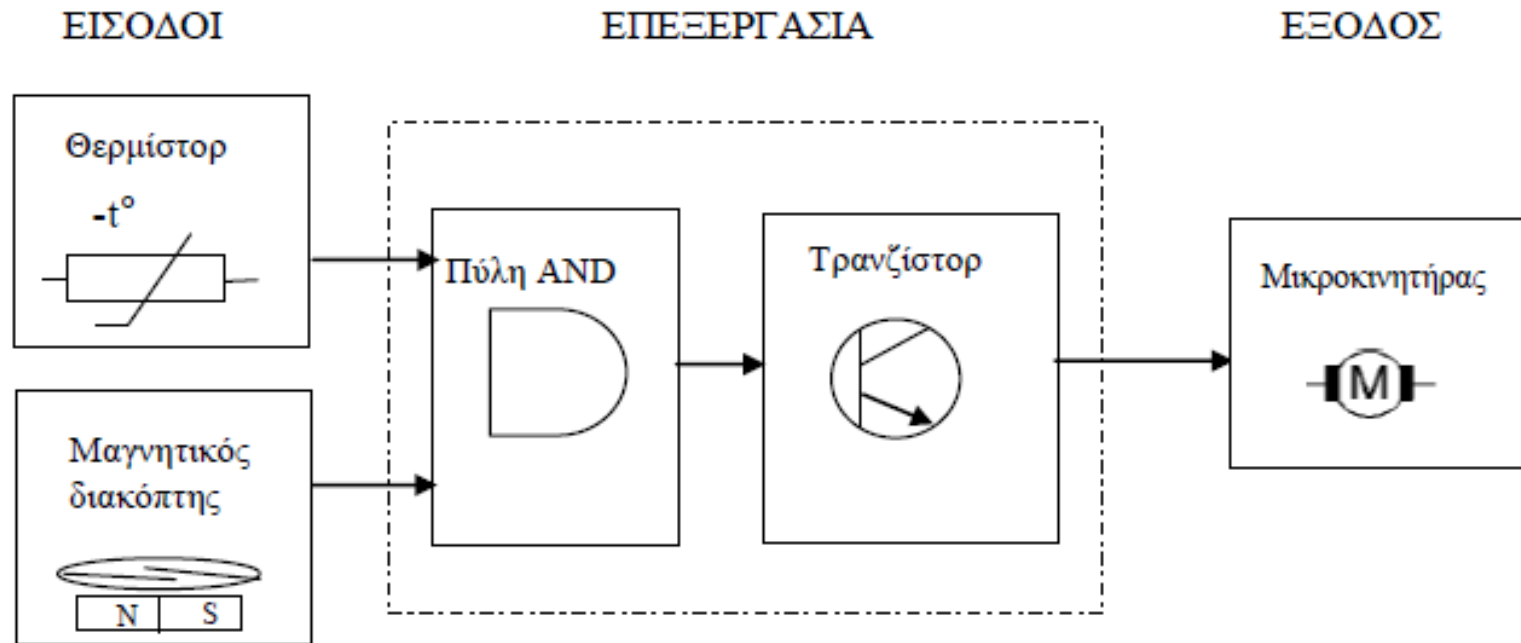 ΕΙΣΟΔΟΙ
ΕΠΕΞΕΡΓΑΣΙΑ
ΕΞΟΔΟΣ
Θερμίστορ
-t°
Μαγνητικός
διακόπτης
N S
Πύλη AND
Τρανζίστορ
Μικροκινητήρας
M